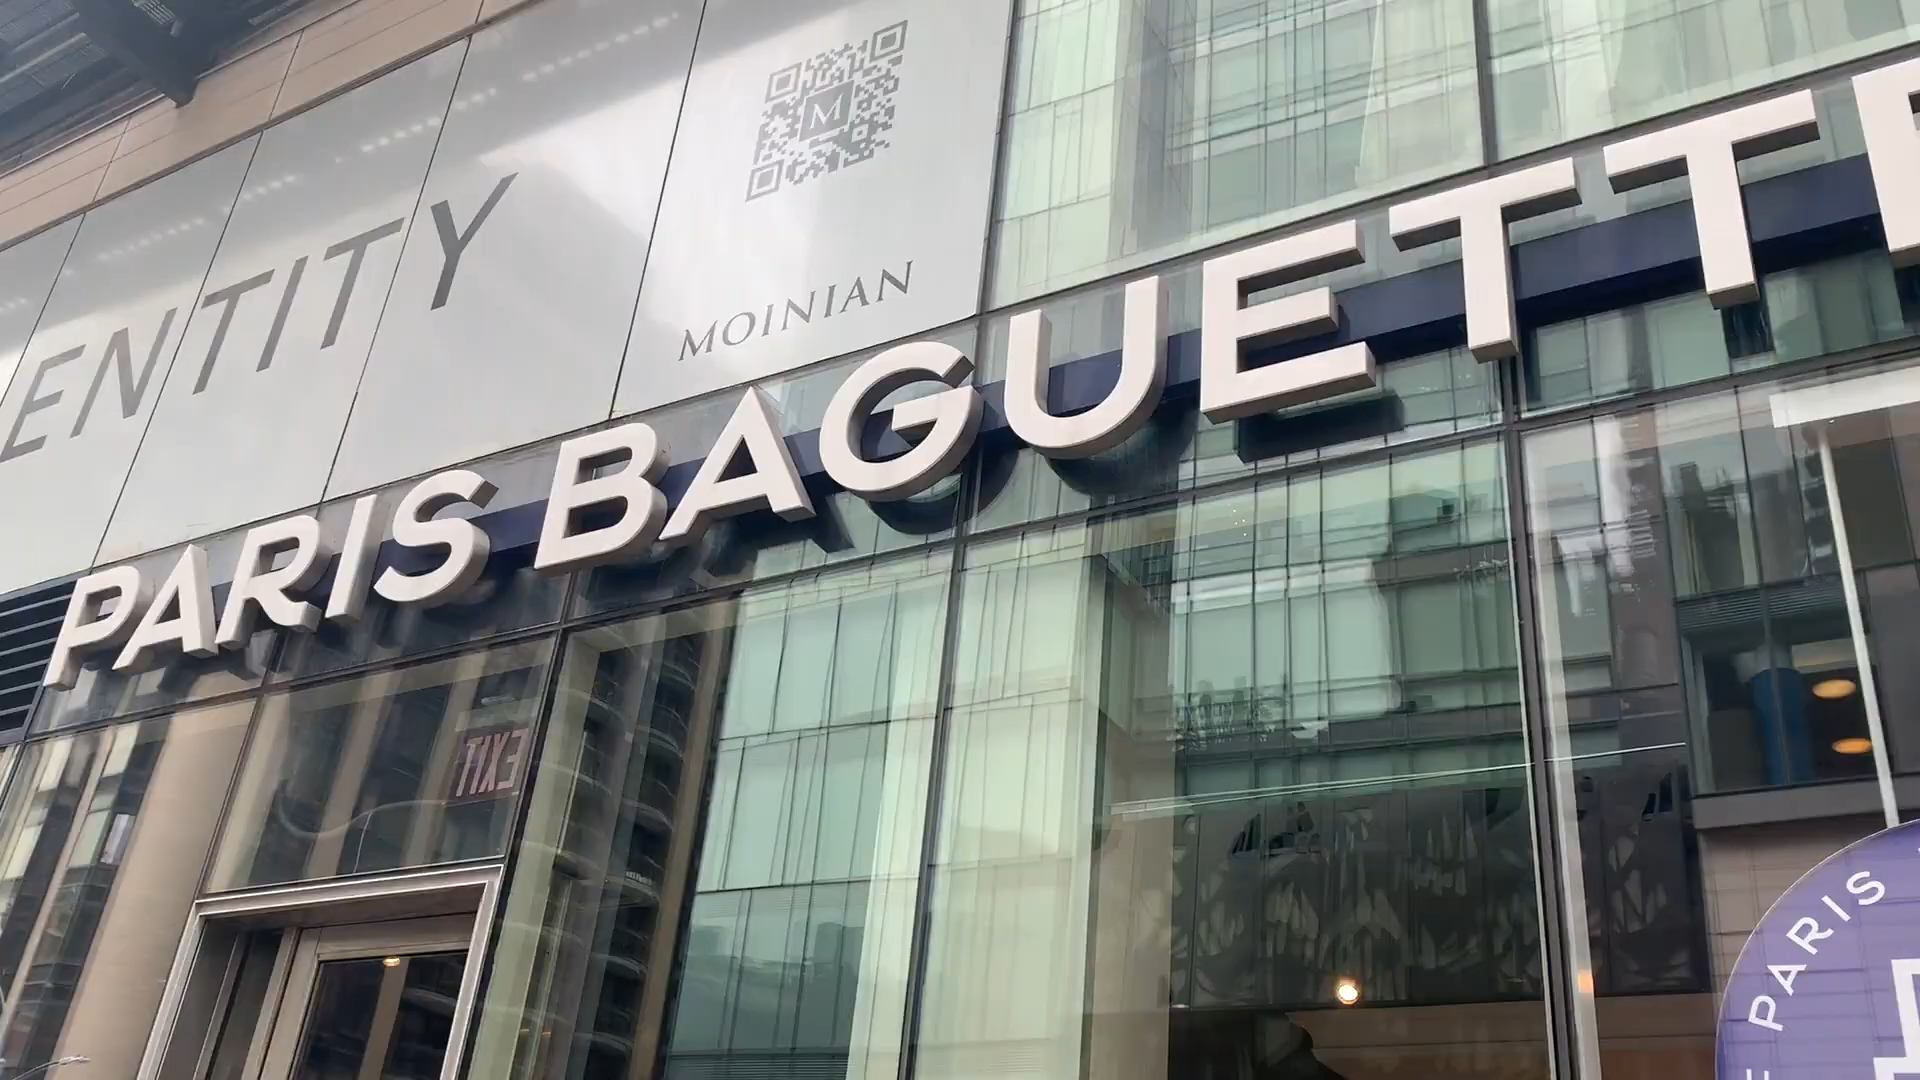 ENTITY
M
MOINIAN
PARIS BAGUETTE
EXIT
PARIS